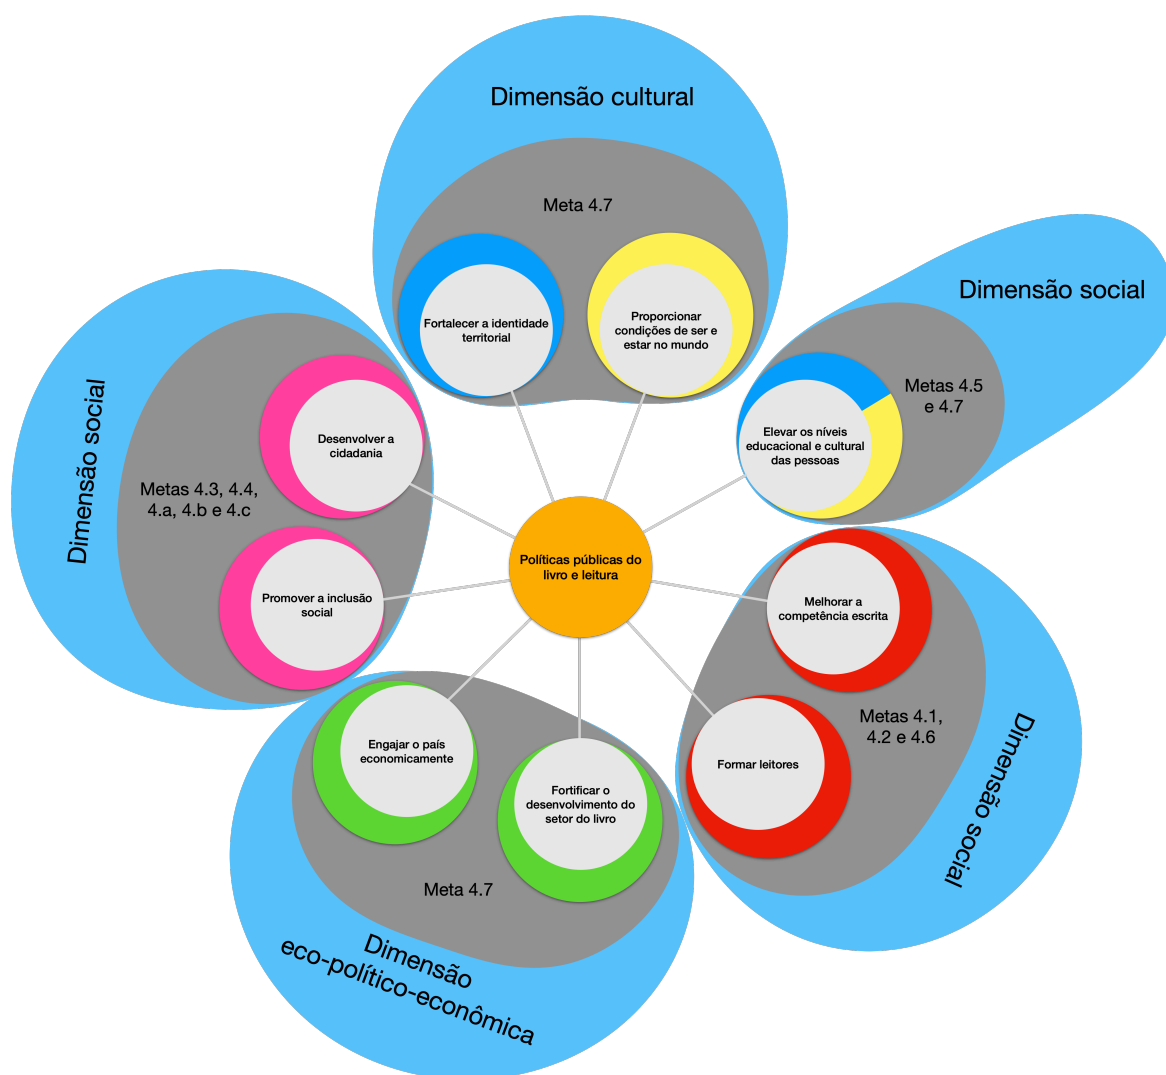 Dimensão cultural
Meta 4.7
Fortalecer a identidade
territorial
Proporcionar
condições de ser e
estar no mundo
Dimensão social
Metas 4.5
e 4.7
Elevar os níveis
educacional e cultural
das pessoas
Dimensão social
Metas 4.3, 4.4,
4.a, 4.b e 4.c
Desenvolver a
cidadania
Promover a inclusão
social
Políticas públicas do
livro e leitura
Melhorar a
competência escrita
Metas 4.1,
4.2 e 4.6
Formar leitores
Dimensão social
Engajar o país
economicamente
Fortificar o
desenvolvimento do
setor do livro
Meta 4.7
Dimensão
eco-político-econômica